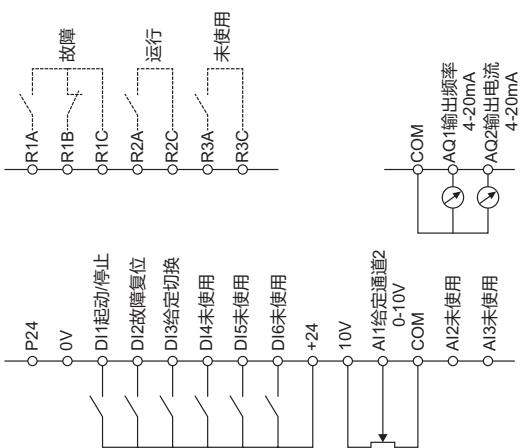 R1A
R1B
R1C
R2A
R2C
R3A
R3C
故障
运行
未使用
COM
AQ1输出频率
4-20mA
AQ2输出电流
4-20mA
P24
0V
DI1起动/停止
DI2故障复位
DI3给定切换
DI4未使用
DI5未使用
DI6未使用
+24
10V
AI1给定通道2
0-10V
COM
AI2未使用
AI3未使用